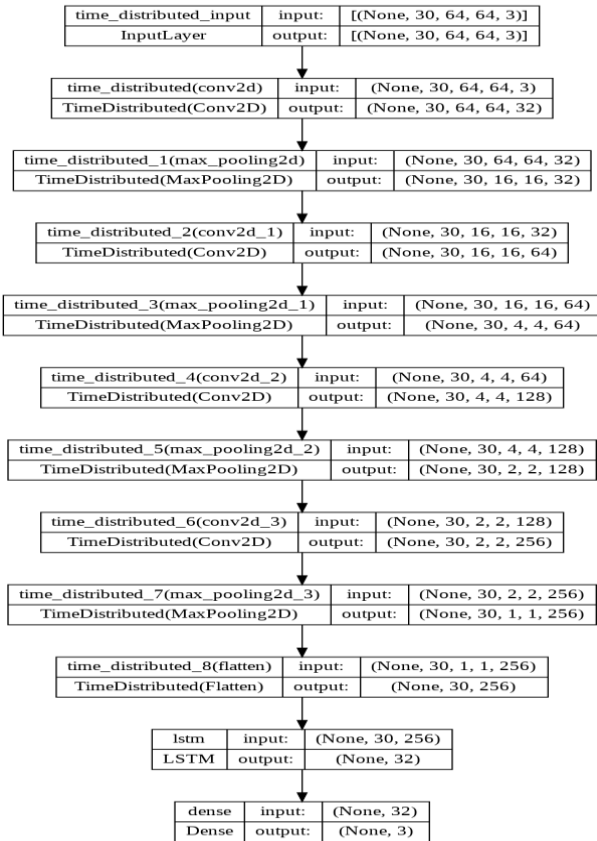 time_distributed_input input: [(None, 30, 64, 64, 3)]
InputLayer output: [(None, 30, 64, 64, 3)]
time_distributed(conv2d) input: (None, 30, 64, 64, 3)
TimeDistributed(Conv2D) output: (None, 30, 64, 64, 32)
time_distributed_1(max_pooling2d) input: (None, 30, 64, 64, 32)
TimeDistributed(MaxPooling2D) output: (None, 30, 16, 16, 32)
time_distributed_2(conv2d_1) input: (None, 30, 16, 16, 32)
TimeDistributed(Conv2D) output: (None, 30, 16, 16, 64)
time_distributed_3(max_pooling2d_1) input: (None, 30, 16, 16, 64)
TimeDistributed(MaxPooling2D) output: (None, 30, 4, 4, 64)
time_distributed_4(conv2d_2) input: (None, 30, 4, 4, 64)
TimeDistributed(Conv2D) output: (None, 30, 4, 4, 128)
time_distributed_5(max_pooling2d_2) input: (None, 30, 4, 4, 128)
TimeDistributed(MaxPooling2D) output: (None, 30, 2, 2, 128)
time_distributed_6(conv2d_3) input: (None, 30, 2, 2, 128)
TimeDistributed(Conv2D) output: (None, 30, 2, 2, 256)
time_distributed_7(max_pooling2d_3) input: (None, 30, 2, 2, 256)
TimeDistributed(MaxPooling2D) output: (None, 30, 1, 1, 256)
time_distributed_8(flatten) input: (None, 30, 1, 1, 256)
TimeDistributed(Flatten) output: (None, 30, 256)
lstm input: (None, 30, 256)
LSTM output: (None, 32)
dense input: (None, 32)
Dense output: (None, 3)